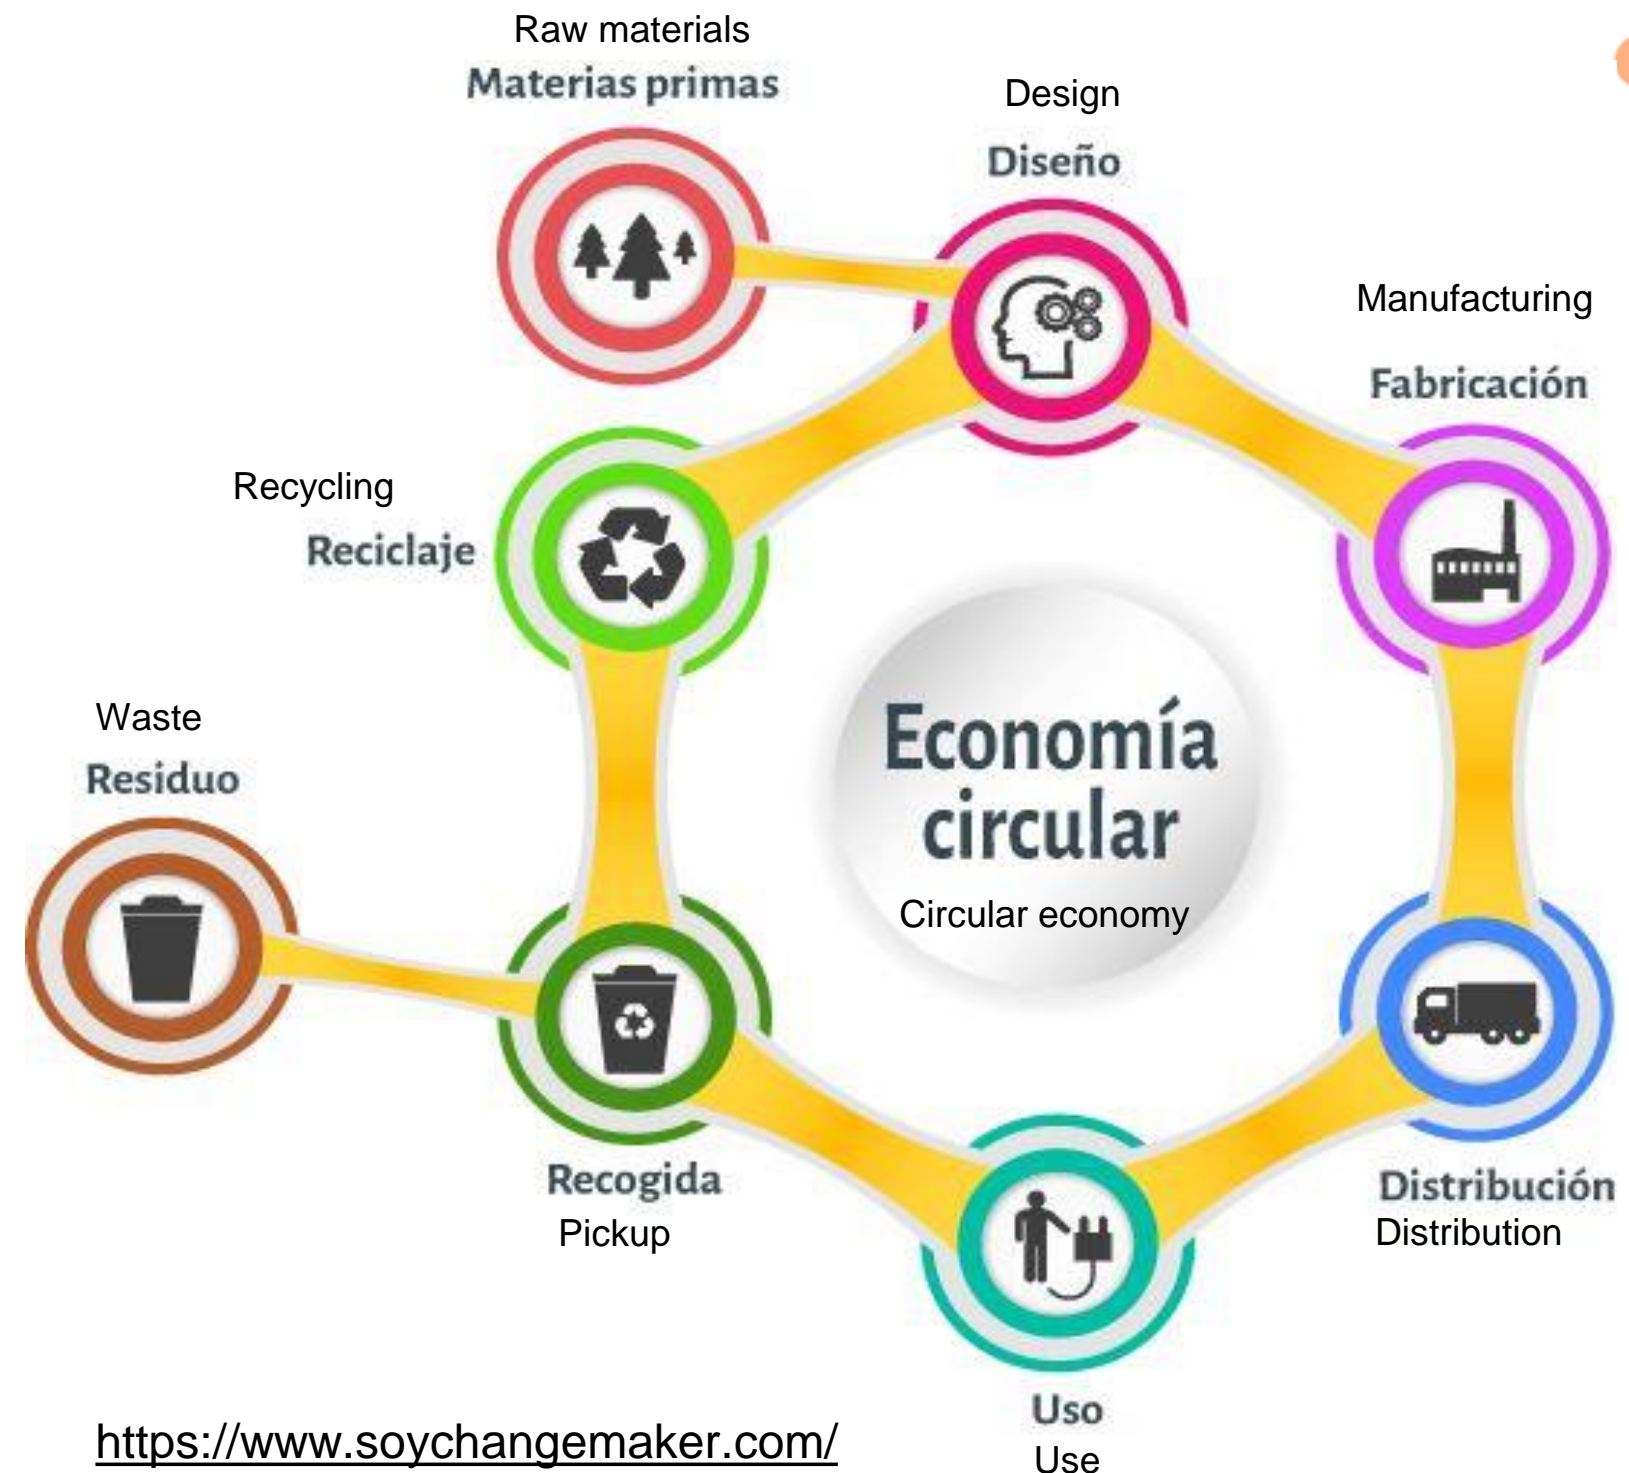 Raw materials
Materias primas
Design
Diseño
Manufacturing
Fabricación
Recycling
Reciclaje
Waste
Residuo
Economía
circular
Circular economy
Recogida
Pickup
Distribución
Distribution
Uso
Use
https://www.soychangemaker.com/